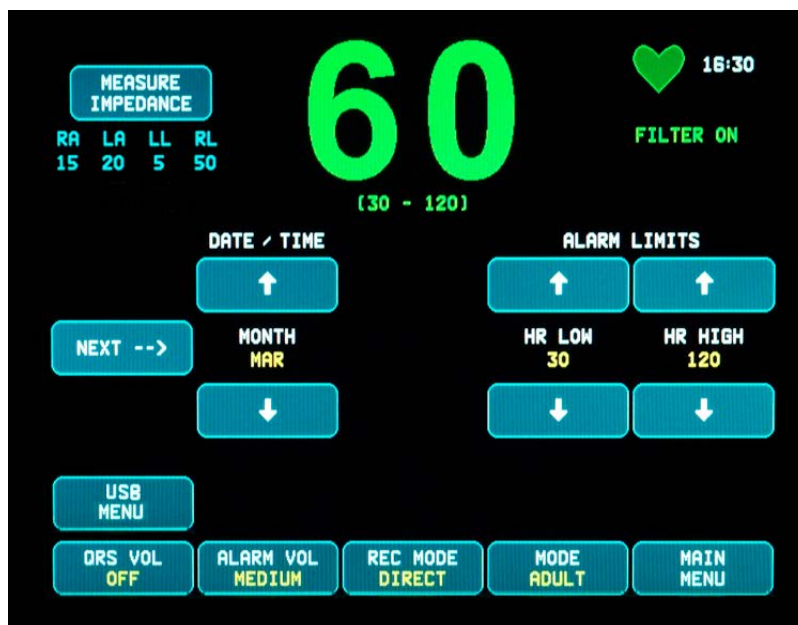 MEASURE
IMPEDANCE
RA LA LL RL
15 20 5 50
60
(30 - 120)
16:30
FILTER ON
DATE / TIME
ALARM LIMITS
NEXT -->
MONTH
MAR
HR LOW
30
HR HIGH
120
USB
MENU
QRS VOL
OFF
ALARM VOL
MEDIUM
REC MODE
DIRECT
MODE
ADULT
MAIN
MENU